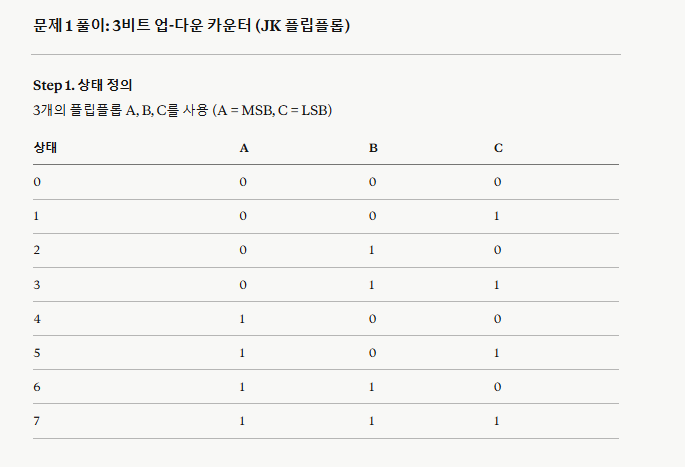 문제 1 풀이: 3비트 업-다운 카운터 (JK 플립플롭)
Step 1. 상태 정의
3개의 플립플롭 A, B, C를 사용 (A = MSB, C = LSB)
상태 A B C
0 0 0 0
1 0 0 1
2 0 1 0
3 0 1 1
4 1 0 0
5 1 0 1
6 1 1 0
7 1 1 1